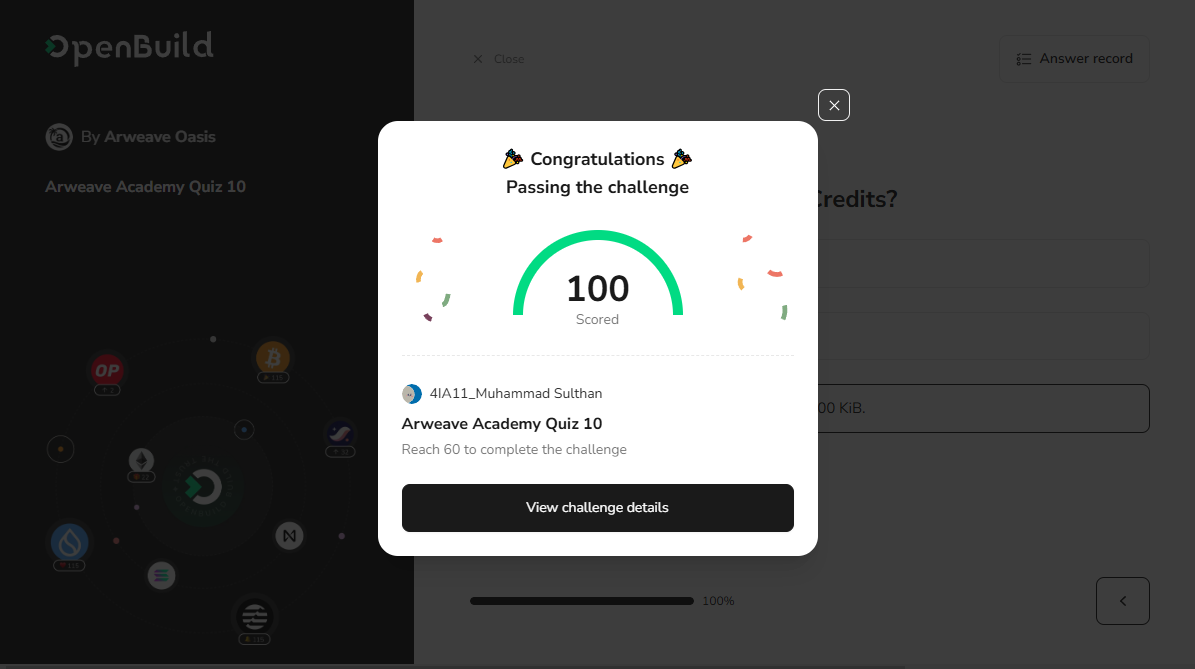 OpenBuild
By Arweave Oasis
Arweave Academy Quiz 10
Close
Answer record
Credits?
00 KiB.
Congratulations
Passing the challenge
100
Scored
4IA11_Muhammad Sulthan
Arweave Academy Quiz 10
Reach 60 to complete the challenge
View challenge details
100%
OP